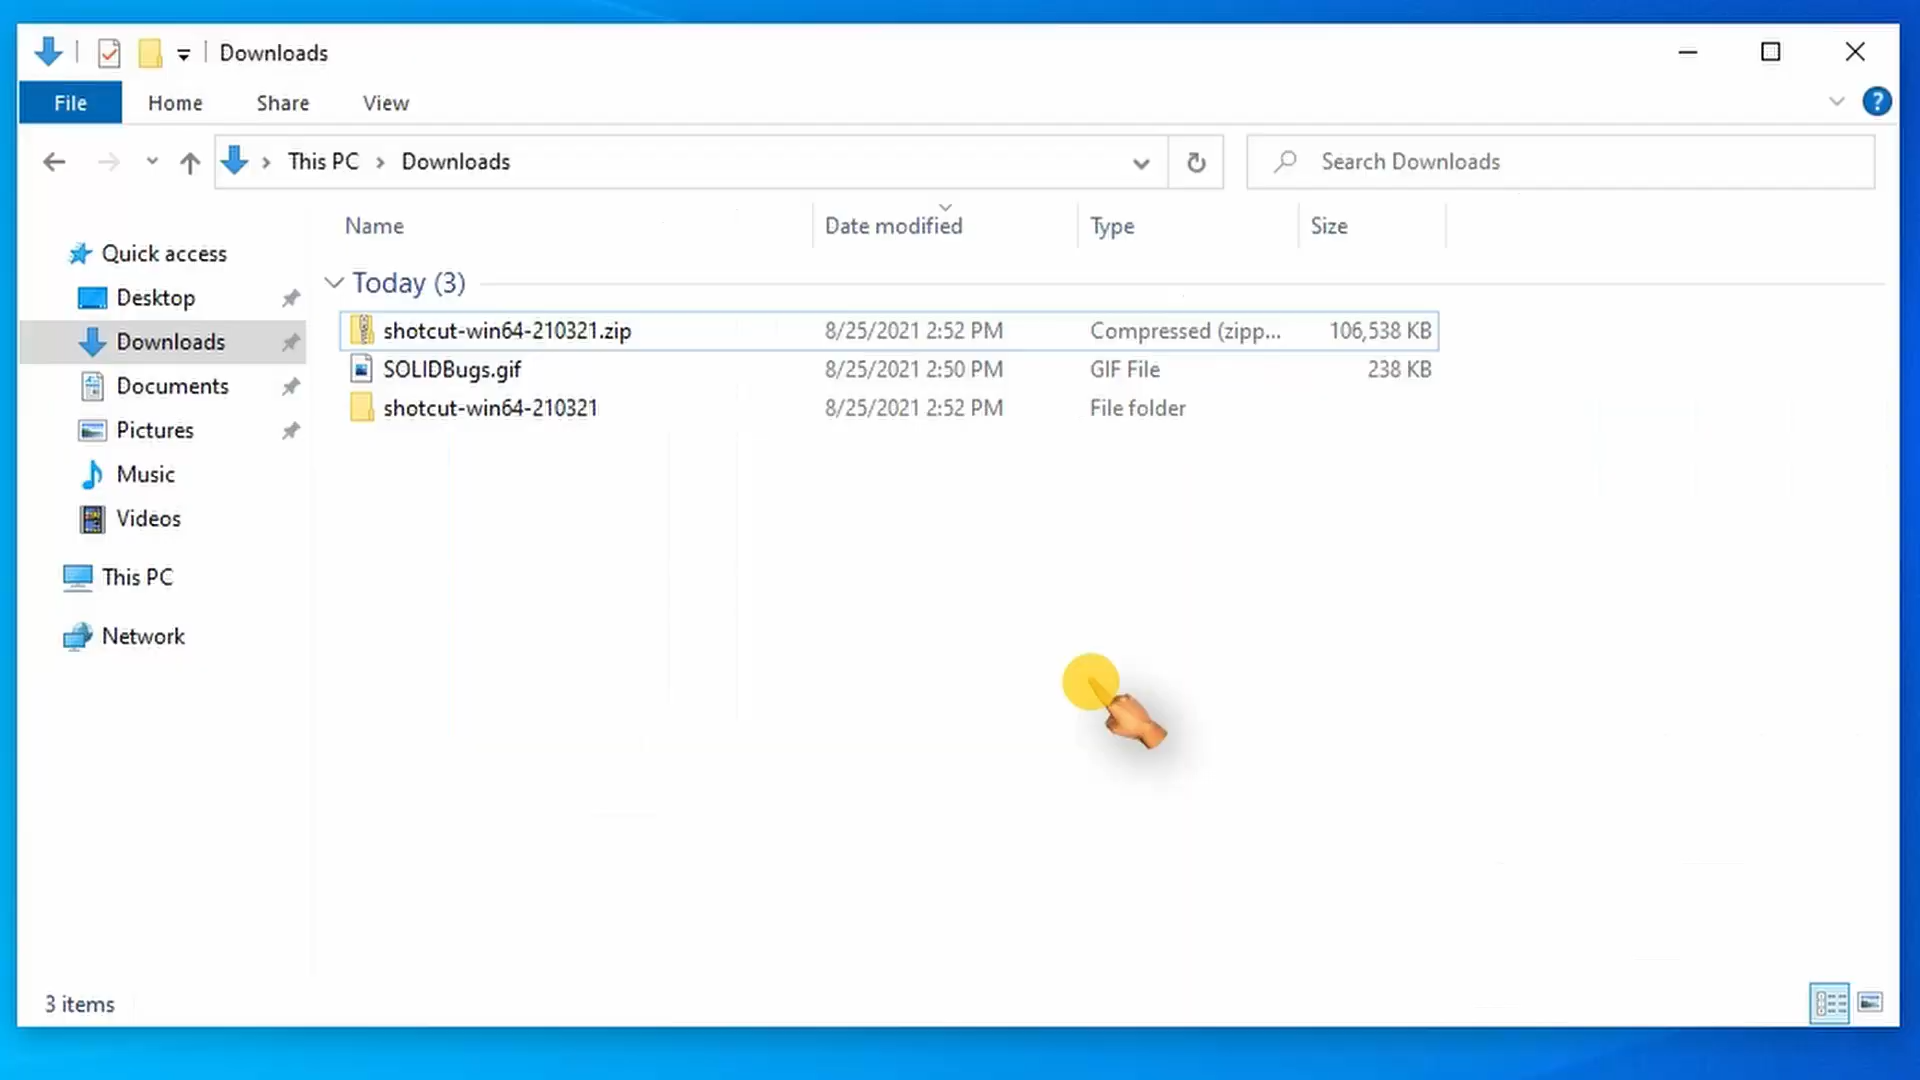 Downloads
File Home Share View ?
This PC Downloads Search Downloads
Name Date modified Type Size
Quick access
Desktop
Downloads
Documents
Pictures
Music
Videos
This PC
Network
Today (3)
shotcut-win64-210321.zip 8/25/2021 2:52 PM Compressed (zipp... 106,538 KB
SOLIDBugs.gif 8/25/2021 2:50 PM GIF File 238 KB
shotcut-win64-210321 8/25/2021 2:52 PM File folder
3 items